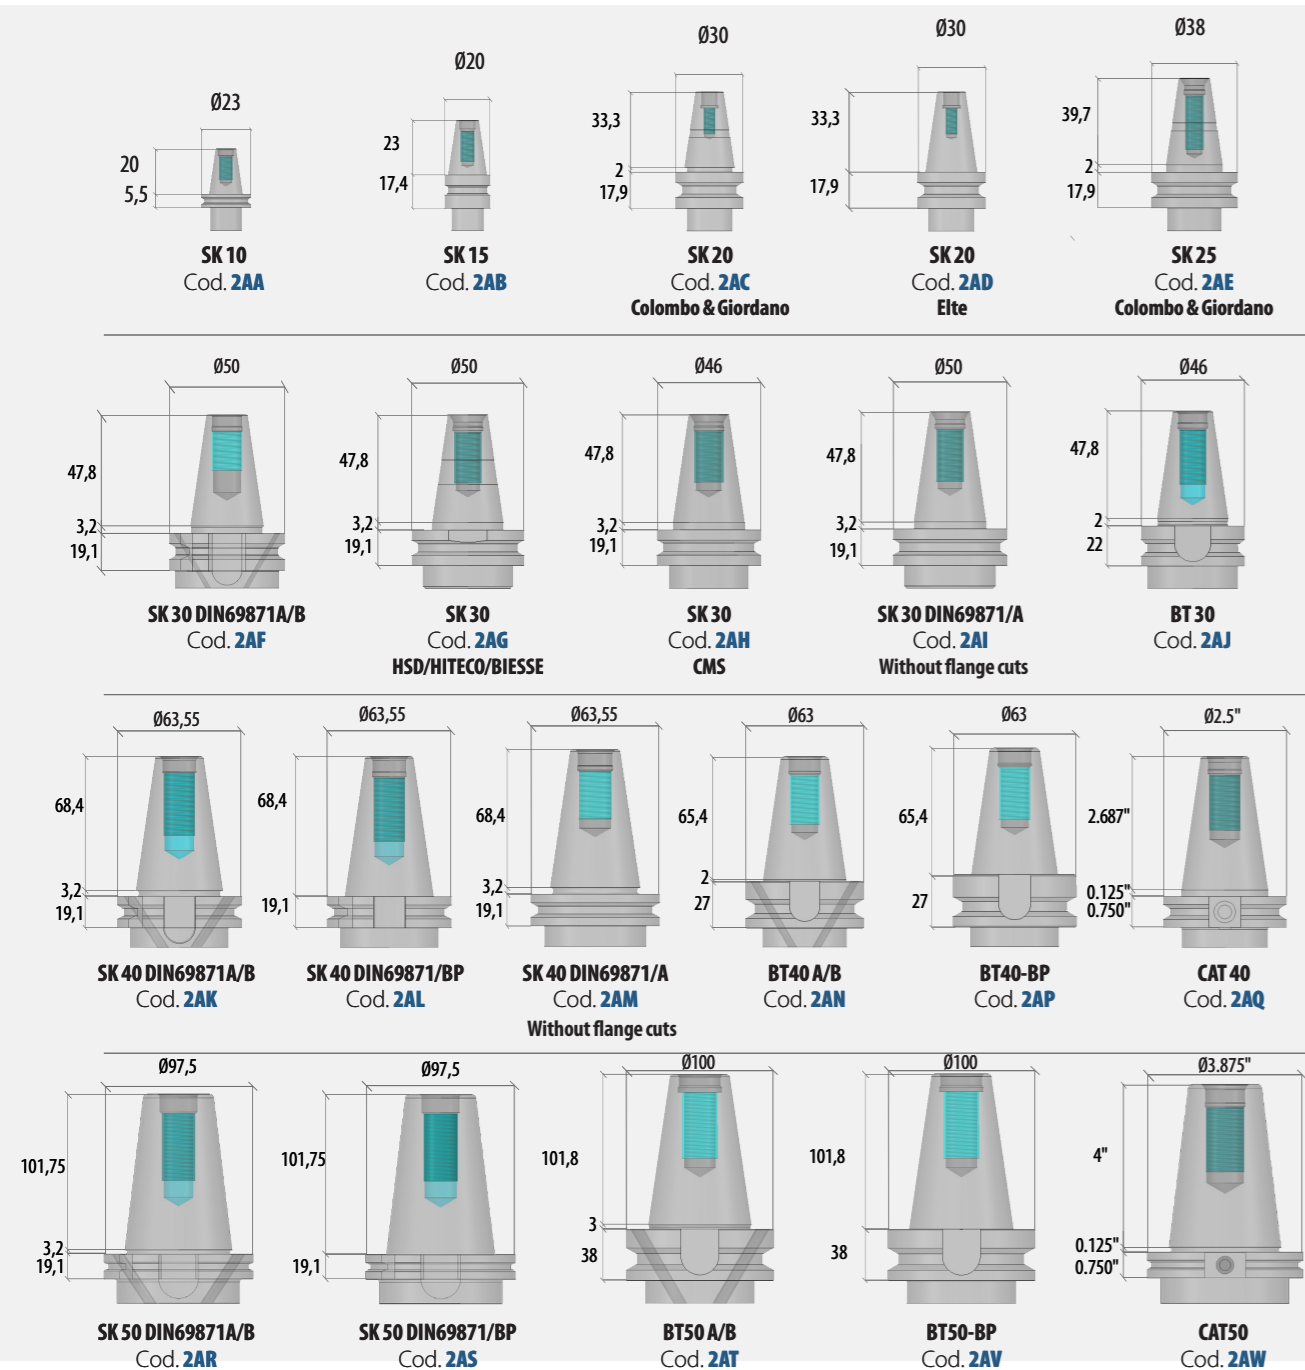 Ø23
20
5,5
SK 10
Cod. 2AA
Ø20
23
17,4
SK 15
Cod. 2AB
Ø30
33,3
2
17,9
SK 20
Cod. 2AC
Colombo & Giordano
Ø30
33,3
17,9
SK 20
Cod. 2AD
Elte
Ø38
39,7
2
17,9
SK 25
Cod. 2AE
Colombo & Giordano
Ø50
47,8
3,2
19,1
SK 30 DIN69871A/B
Cod. 2AF
Ø50
47,8
3,2
19,1
SK 30
Cod. 2AG
HSD/HITECO/BIESSE
Ø46
47,8
3,2
19,1
SK 30
Cod. 2AH
CMS
Ø50
47,8
3,2
19,1
SK 30 DIN69871/A
Cod. 2AI
Without flange cuts
Ø46
47,8
2
22
BT 30
Cod. 2AJ
Ø63,55
68,4
3,2
19,1
SK 40 DIN69871A/B
Cod. 2AK
Ø63,55
68,4
19,1
SK 40 DIN69871/BP
Cod. 2AL
Ø63,55
68,4
3,2
19,1
SK 40 DIN69871/A
Cod. 2AM
Without flange cuts
Ø63
65,4
2
27
BT40 A/B
Cod. 2AN
Ø63
65,4
27
BT40-BP
Cod. 2AP
Ø2.5"
2.687"
0.125"
0.750"
CAT 40
Cod. 2AQ
Ø97,5
101,75
3,2
19,1
SK 50 DIN69871A/B
Cod. 2AR
Ø97,5
101,75
19,1
SK 50 DIN69871/BP
Cod. 2AS
Ø100
101,8
3
38
BT50 A/B
Cod. 2AT
Ø100
101,8
38
BT50-BP
Cod. 2AV
Ø3.875"
4"
0.125"
0.750"
CAT50
Cod. 2AW